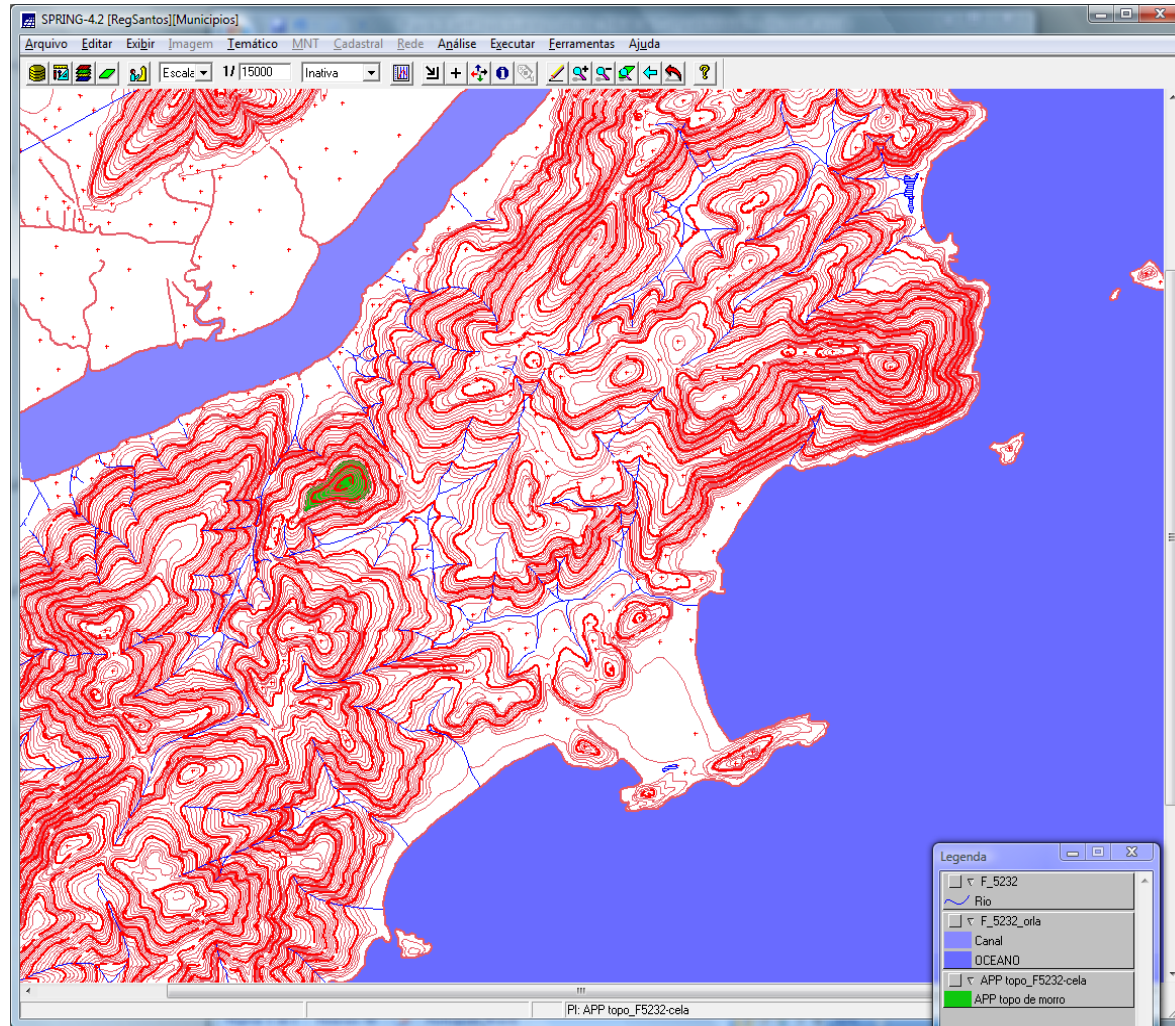 SPRING-4.2 [RegSantos][Municipios]
Arquivo Editar Exibir Imagem Temático MNT Cadastral Rede Análise Executar Ferramentas Ajuda
Escala 1/ 15000 Inativa
Legenda
F_5232
Rio
F_5232_orla
Canal
OCEANO
APP topo_F5232-cela
APP topo de morro
PI: APP topo_F5232-cela